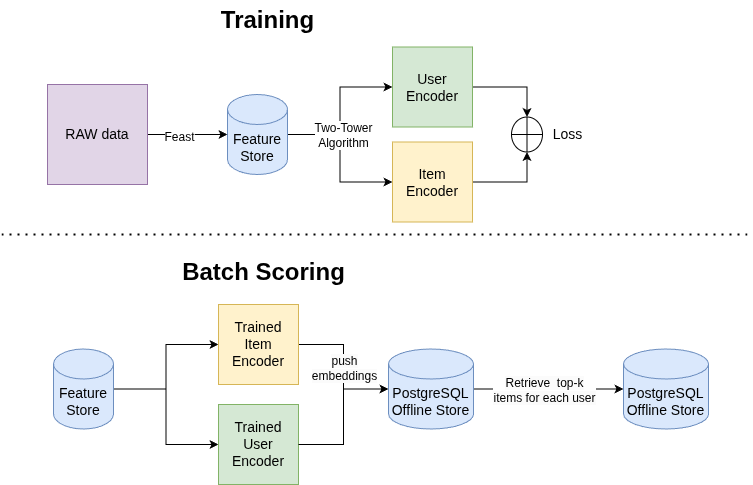 Training
RAW data
Feast
Feature
Store
Two-Tower
Algorithm
User
Encoder
Item
Encoder
Loss
Batch Scoring
Feature
Store
Trained
Item
Encoder
Trained
User
Encoder
push
embeddings
PostgreSQL
Offline Store
Retrieve top-k
items for each user
PostgreSQL
Offline Store